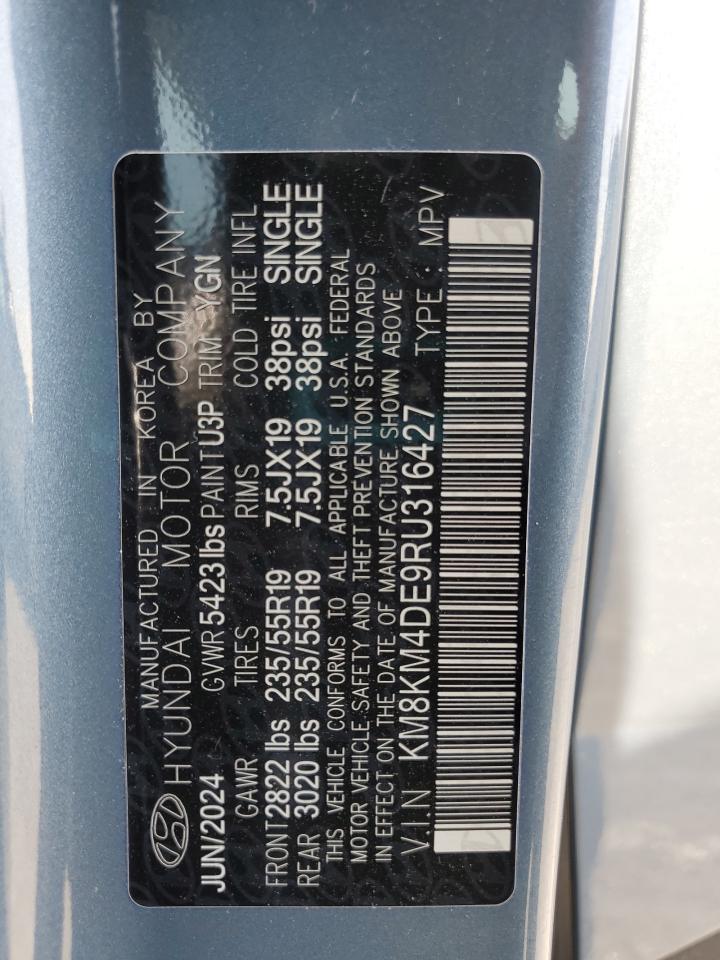 MANUFACTURED IN KOREA BY
HYUNDAI MOTOR COMPANY
JUN/2024 GVWR 5423 lbs PAINT U3P TRIM YGN
GAWR TIRES RIMS COLD TIRE INFL
FRONT 2822 lbs 235/55R19 7.5JX19 38psi SINGLE
REAR 3020 lbs 235/55R19 7.5JX19 38psi SINGLE
THIS VEHICLE CONFORMS TO ALL APPLICABLE U.S.A. FEDERAL
MOTOR VEHICLE SAFETY AND THEFT PREVENTION STANDARDS
IN EFFECT ON THE DATE OF MANUFACTURE SHOWN ABOVE
V.I.N KM8KM4DE9RU316427 TYPE : MPV